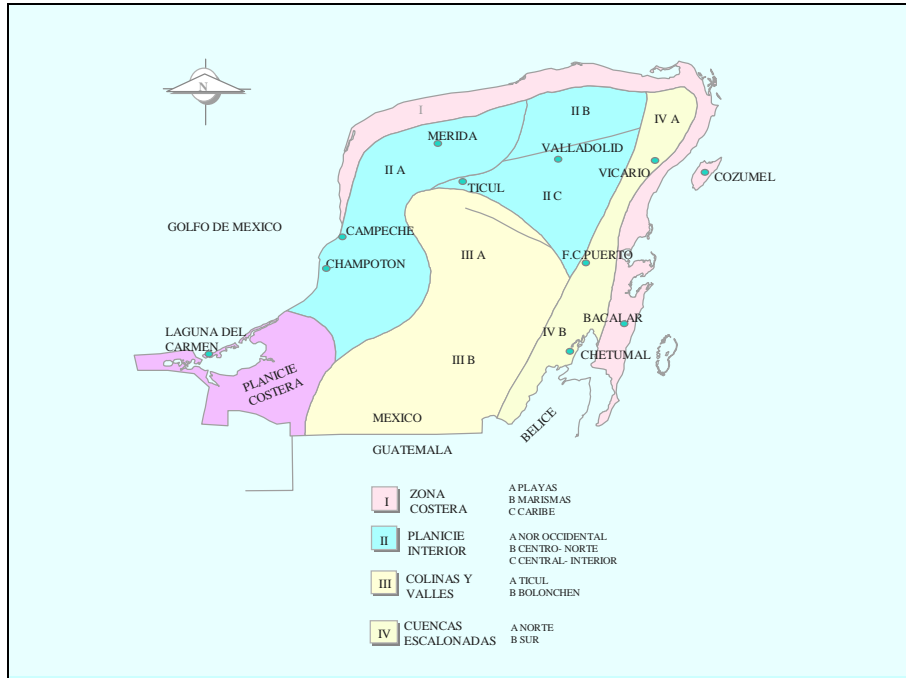 N
I
II B
IV A
MERIDA
VALLADOLID
II A
VICARIO
COZUMEL
TICUL
II C
GOLFO DE MEXICO
CAMPECHE
III A
F.C.PUERTO
CHAMPOTON
BACALAR
LAGUNA DEL
CARMEN
IV B
CHETUMAL
III B
PLANICIE
COSTERA
MEXICO
BELICE
GUATEMALA
I
ZONA
COSTERA
A PLAYAS
B MARISMAS
C CARIBE
II
PLANICIE
INTERIOR
A NOR OCCIDENTAL
B CENTRO- NORTE
C CENTRAL- INTERIOR
III
COLINAS Y
VALLES
A TICUL
B BOLONCHEN
IV
CUENCAS
ESCALONADAS
A NORTE
B SUR